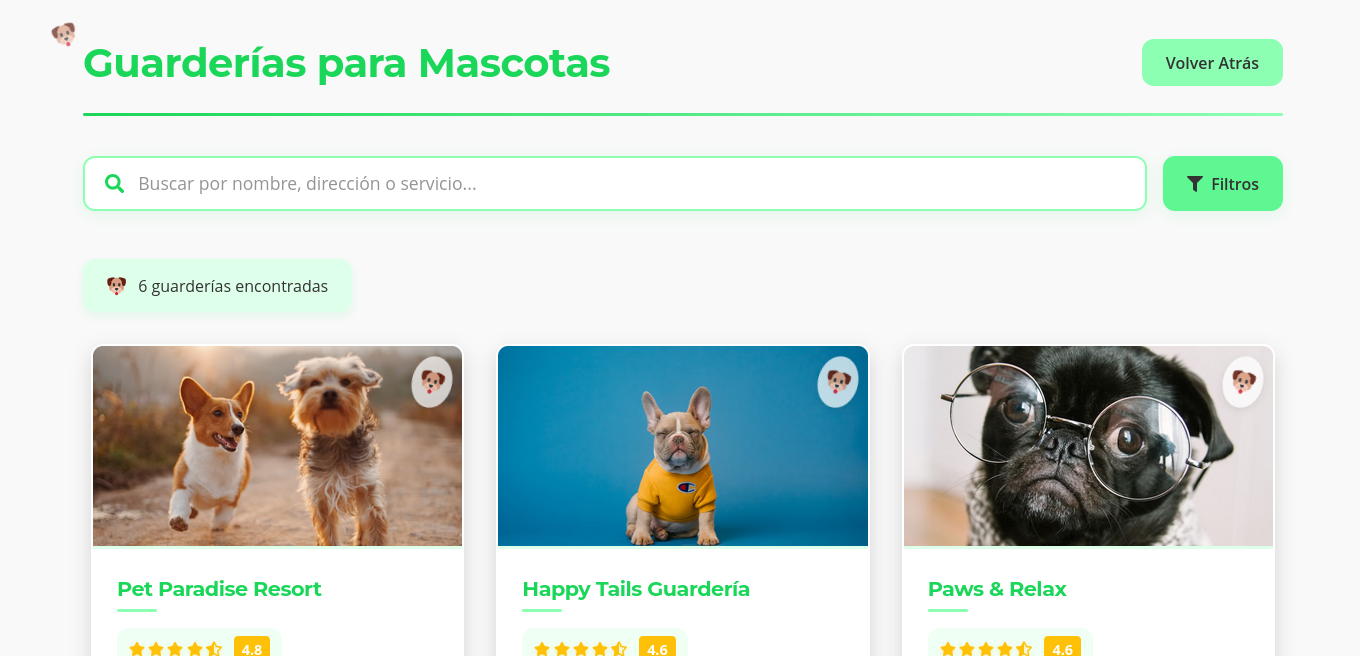 Guarderías para Mascotas
Volver Atrás
Buscar por nombre, dirección o servicio...
Filtros
6 guarderías encontradas
Pet Paradise Resort
Happy Tails Guardería
Paws & Relax
4.8
4.6
4.6